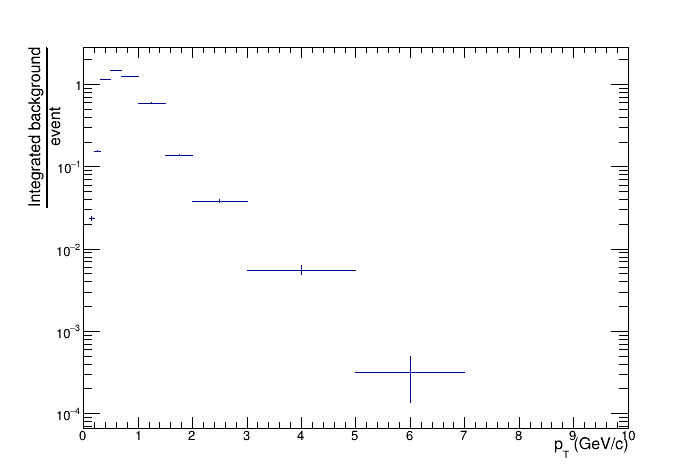 Integrated background
event
1
10⁻¹
10⁻²
10⁻³
10⁻⁴
0 1 2 3 4 5 6 7 8 9 10
p_T (GeV/c)